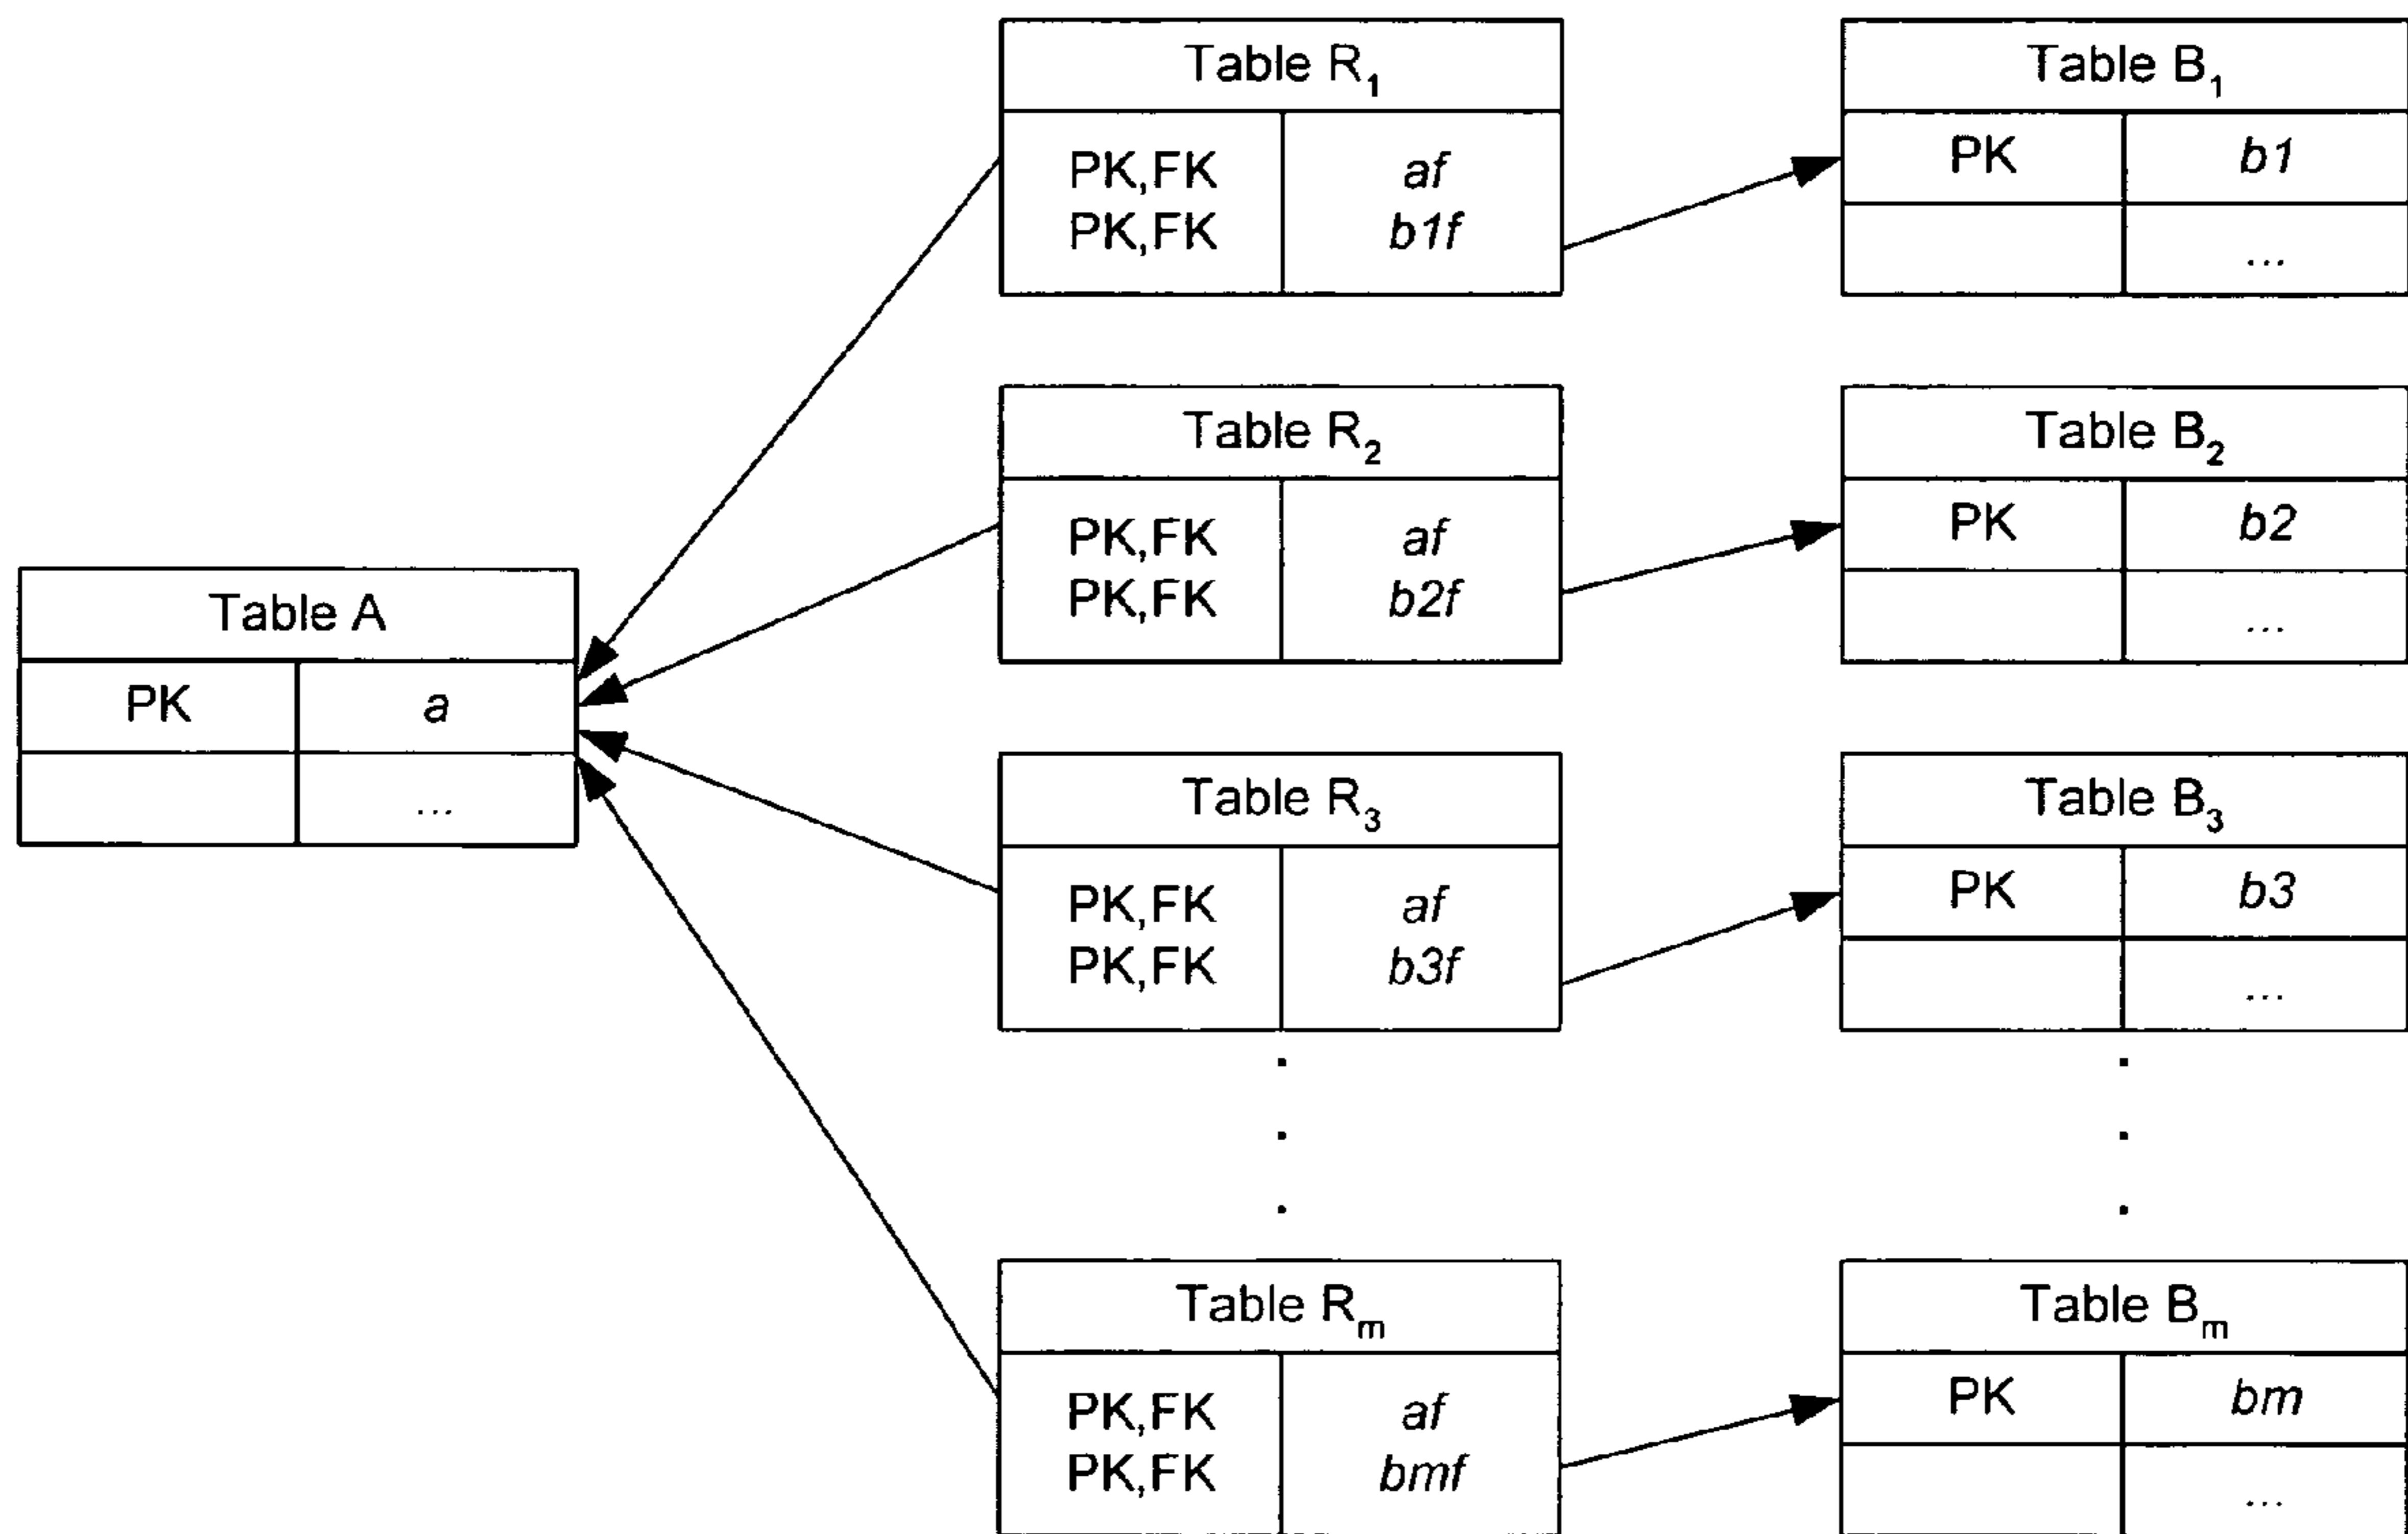 Table R1
PK,FK af
PK,FK b1f
Table B1
PK b1
...
Table R2
PK,FK af
PK,FK b2f
Table B2
PK b2
...
Table A
PK a
...
Table R3
PK,FK af
PK,FK b3f
Table B3
PK b3
...
Table Rm
PK,FK af
PK,FK bmf
Table Bm
PK bm
...